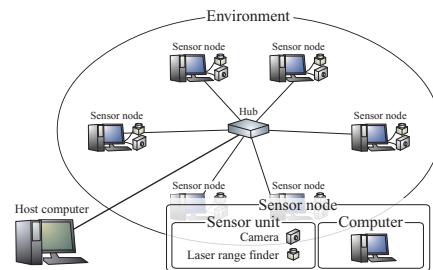 Environment
Sensor node
Sensor node
Hub
Sensor node
Sensor node
Sensor node
Sensor node
Host computer
Sensor node
Sensor unit
Computer
Camera
Laser range finder